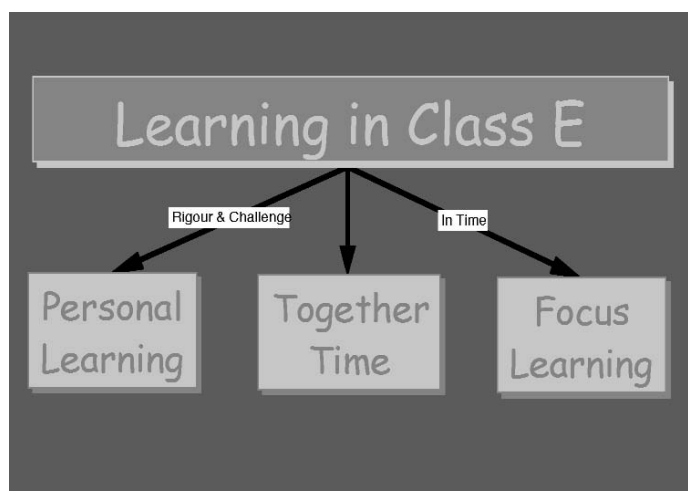 Learning in Class E
Rigour & Challenge
In Time
Personal
Learning
Together
Time
Focus
Learning